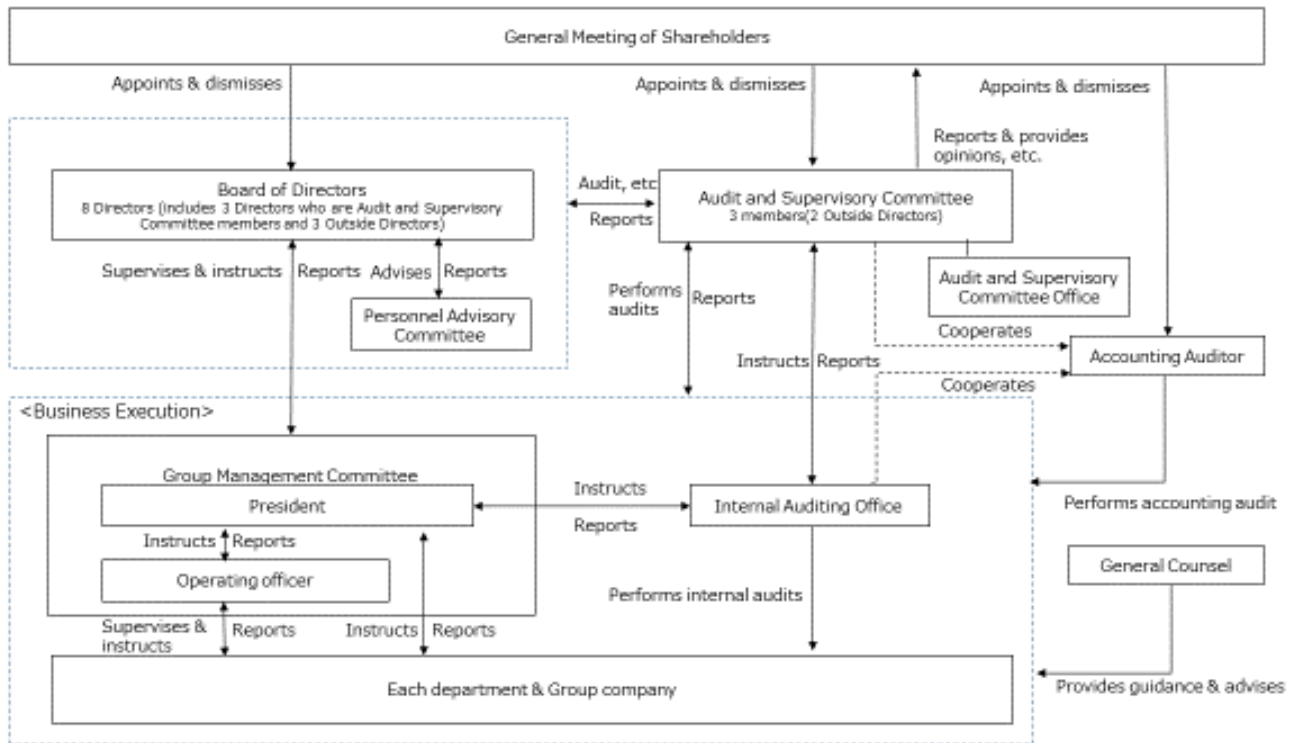 General Meeting of Shareholders
Appoints & dismisses
Appoints & dismisses
Appoints & dismisses
Reports & provides
opinions, etc.
Board of Directors
8 Directors (includes 3 Directors who are Audit and Supervisory
Committee members and 3 Outside Directors)
Audit, etc
Reports
Audit and Supervisory Committee
3 members(2 Outside Directors)
Supervises & instructs
Reports
Advises
Reports
Personnel Advisory
Committee
Performs
audits
Reports
Audit and Supervisory
Committee Office
Cooperates
Accounting Auditor
Instructs
Reports
Cooperates
<Business Execution>
Group Management Committee
President
Instructs
Reports
Internal Auditing Office
Performs accounting audit
Instructs
Reports
Operating officer
General Counsel
Performs internal audits
Supervises &
instructs
Reports
Instructs
Reports
Each department & Group company
Provides guidance & advises